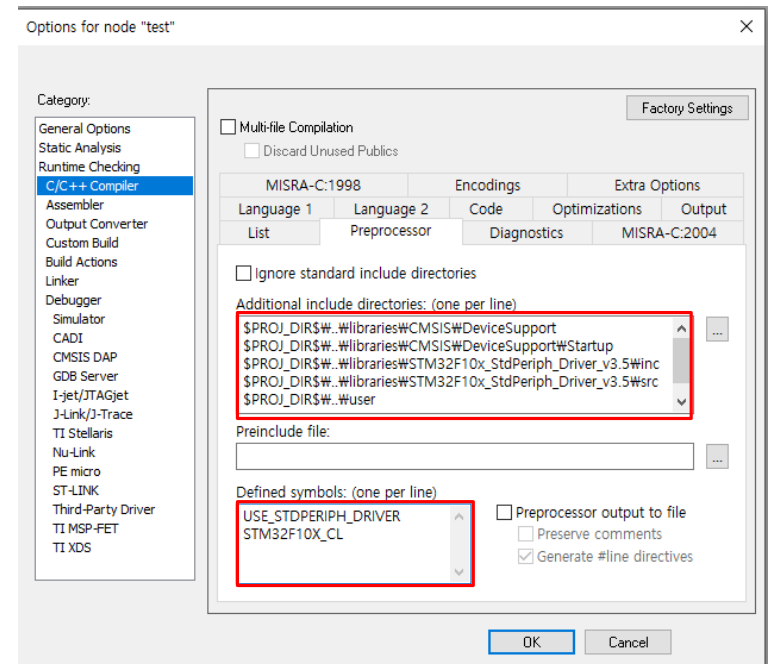 Options for node "test"
Category:
General Options
Static Analysis
Runtime Checking
C/C++ Compiler
Assembler
Output Converter
Custom Build
Build Actions
Linker
Debugger
Simulator
CADI
CMSIS DAP
GDB Server
I-jet/JTAGjet
J-Link/J-Trace
TI Stellaris
Nu-Link
PE micro
ST-LINK
Third-Party Driver
TI MSP-FET
TI XDS
Factory Settings
Multi-file Compilation
Discard Unused Publics
MISRA-C:1998 Encodings Extra Options
Language 1 Language 2 Code Optimizations Output
List Preprocessor Diagnostics MISRA-C:2004
Ignore standard include directories
Additional include directories: (one per line)
$PROJ_DIR$₩..₩libraries₩CMSIS₩DeviceSupport
$PROJ_DIR$₩..₩libraries₩CMSIS₩DeviceSupport₩Startup
$PROJ_DIR$₩..₩libraries₩STM32F10x_StdPeriph_Driver_v3.5₩inc
$PROJ_DIR$₩..₩libraries₩STM32F10x_StdPeriph_Driver_v3.5₩src
$PROJ_DIR$₩..₩user
...
Preinclude file:
...
Defined symbols: (one per line)
USE_STDPERIPH_DRIVER
STM32F10X_CL
Preprocessor output to file
Preserve comments
Generate #line directives
OK Cancel